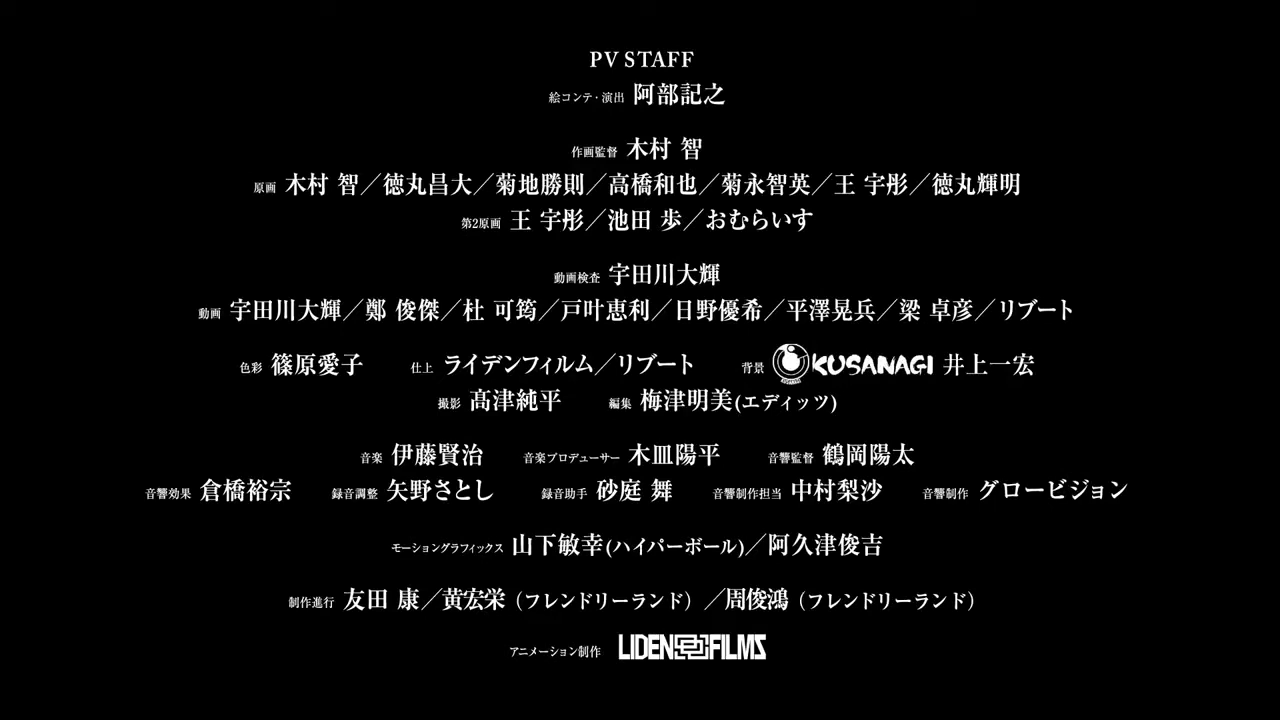 PV STAFF
絵コンテ・演出 阿部記之
作画監督 木村 智
原画 木村 智／徳丸昌大／菊地勝則／高橋和也／菊永智英／王 宇彤／徳丸輝明
第2原画 王 宇彤／池田 歩／おむらいす
動画検査 宇田川大輝
動画 宇田川大輝／鄭 俊傑／杜 可筠／戸叶恵利／日野優希／平澤晃兵／梁 卓彦／リブート
色彩 篠原愛子 仕上 ライデンフィルム／リブート 背景 KUSANAGI 井上一宏
撮影 髙津純平 編集 梅津明美(エディッツ)
音楽 伊藤賢治 音楽プロデューサー 木皿陽平 音響監督 鶴岡陽太
音響効果 倉橋裕宗 録音調整 矢野さとし 録音助手 砂庭 舞 音響制作担当 中村梨沙 音響制作 グロービジョン
モーショングラフィックス 山下敏幸(ハイパーボール)／阿久津俊吉
制作進行 友田 康／黄宏栄（フレンドリーランド）／周俊鴻（フレンドリーランド）
アニメーション制作 LIDENFILMS